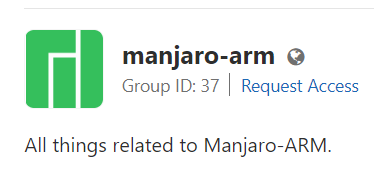 manjaro-arm
Group ID: 37 | Request Access
All things related to Manjaro-ARM.